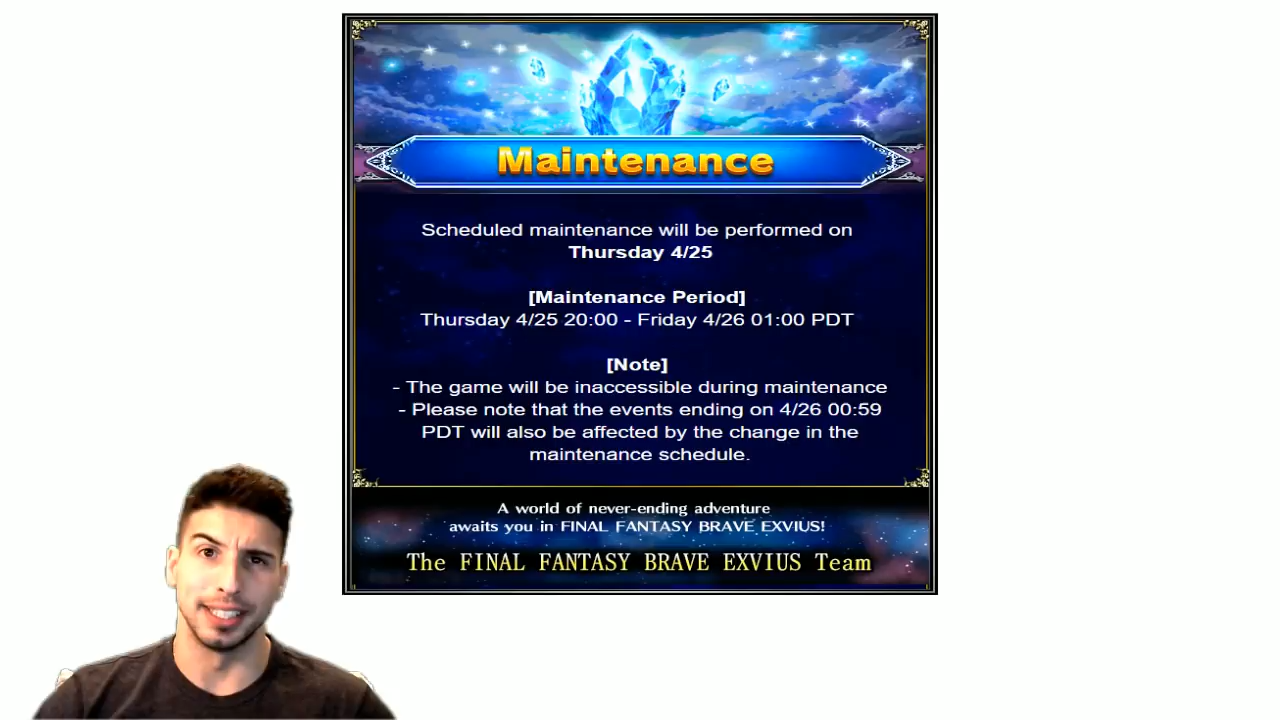 Maintenance
Scheduled maintenance will be performed on
Thursday 4/25
[Maintenance Period]
Thursday 4/25 20:00 - Friday 4/26 01:00 PDT
[Note]
- The game will be inaccessible during maintenance
- Please note that the events ending on 4/26 00:59
PDT will also be affected by the change in the
maintenance schedule.
A world of never-ending adventure
awaits you in FINAL FANTASY BRAVE EXVIUS!
The FINAL FANTASY BRAVE EXVIUS Team